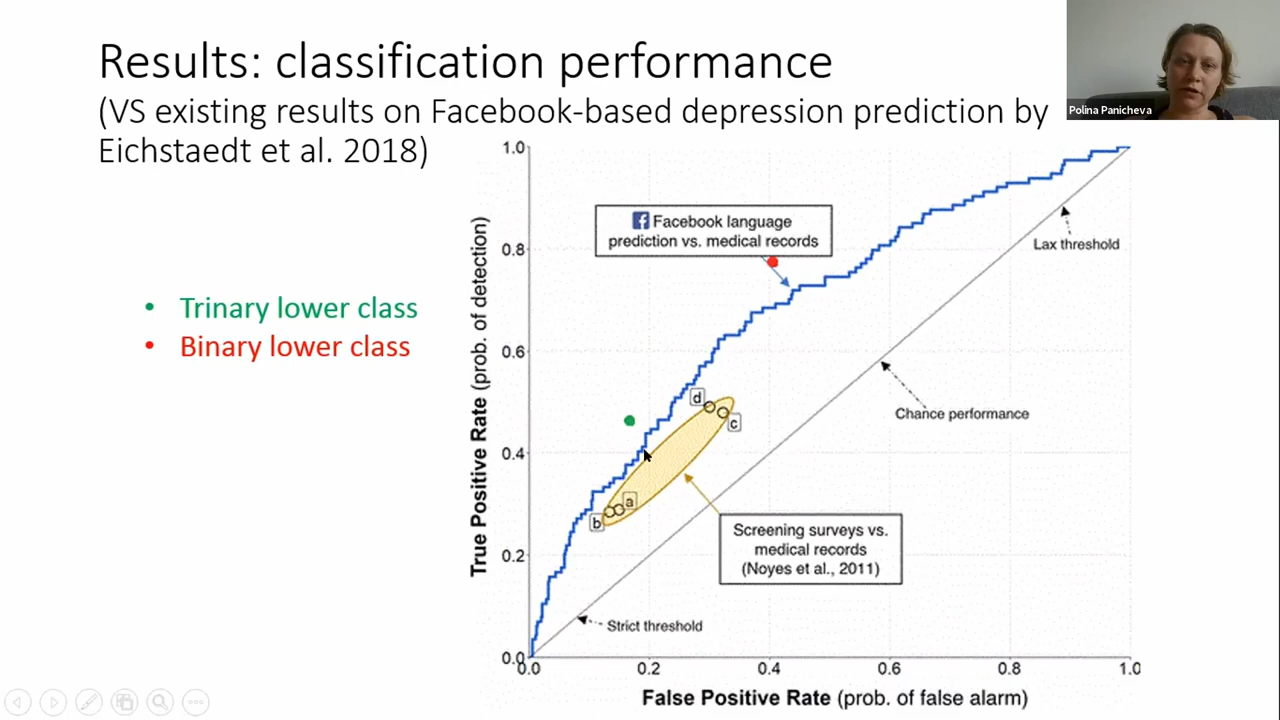 Results: classification performance
(VS existing results on Facebook-based depression prediction by
Eichstaedt et al. 2018)
Polina Panicheva
• Trinary lower class
• Binary lower class
True Positive Rate (prob. of detection)
1.0
0.8
0.6
0.4
0.2
0.0
Facebook language
prediction vs. medical records
Lax threshold
d
c
Chance performance
a
b
Screening surveys vs.
medical records
(Noyes et al., 2011)
Strict threshold
0.0
0.2
0.4
0.6
0.8
1.0
False Positive Rate (prob. of false alarm)